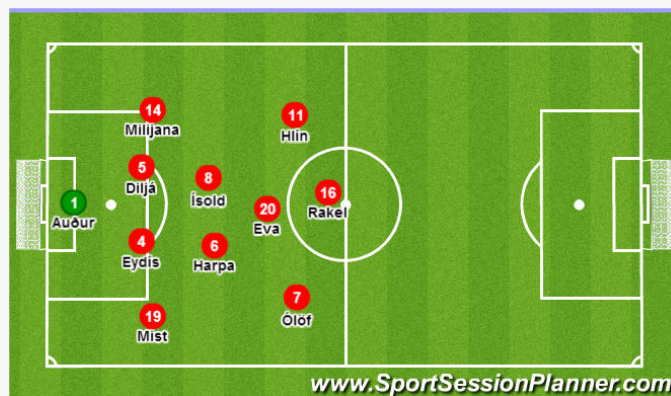 14
Milijana
11
Hlín
5
Diljá
8
Ísold
16
Rakel
1
Auður
20
Eva
4
Eydís
6
Harpa
7
Ólöf
19
Mist
www.SportSessionPlanner.com